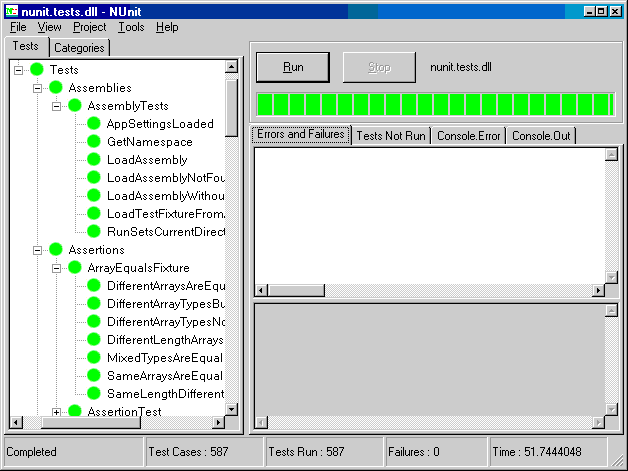 nunit.tests.dll - NUnit
File View Project Tools Help
Tests Categories
Tests
Assemblies
AssemblyTests
AppSettingsLoaded
GetNamespace
LoadAssembly
LoadAssemblyNotFou
LoadAssemblyWithou
LoadTestFixtureFrom
RunSetsCurrentDirect
Assertions
ArrayEqualsFixture
DifferentArraysAreEqu
DifferentArrayTypesBu
DifferentArrayTypesNo
DifferentLengthArrays
MixedTypesAreEqual
SameArraysAreEqual
SameLengthDifferent
AssertionTest
Run Stop nunit.tests.dll
Errors and Failures Tests Not Run Console.Error Console.Out
Completed Test Cases : 587 Tests Run : 587 Failures : 0 Time : 51.7444048